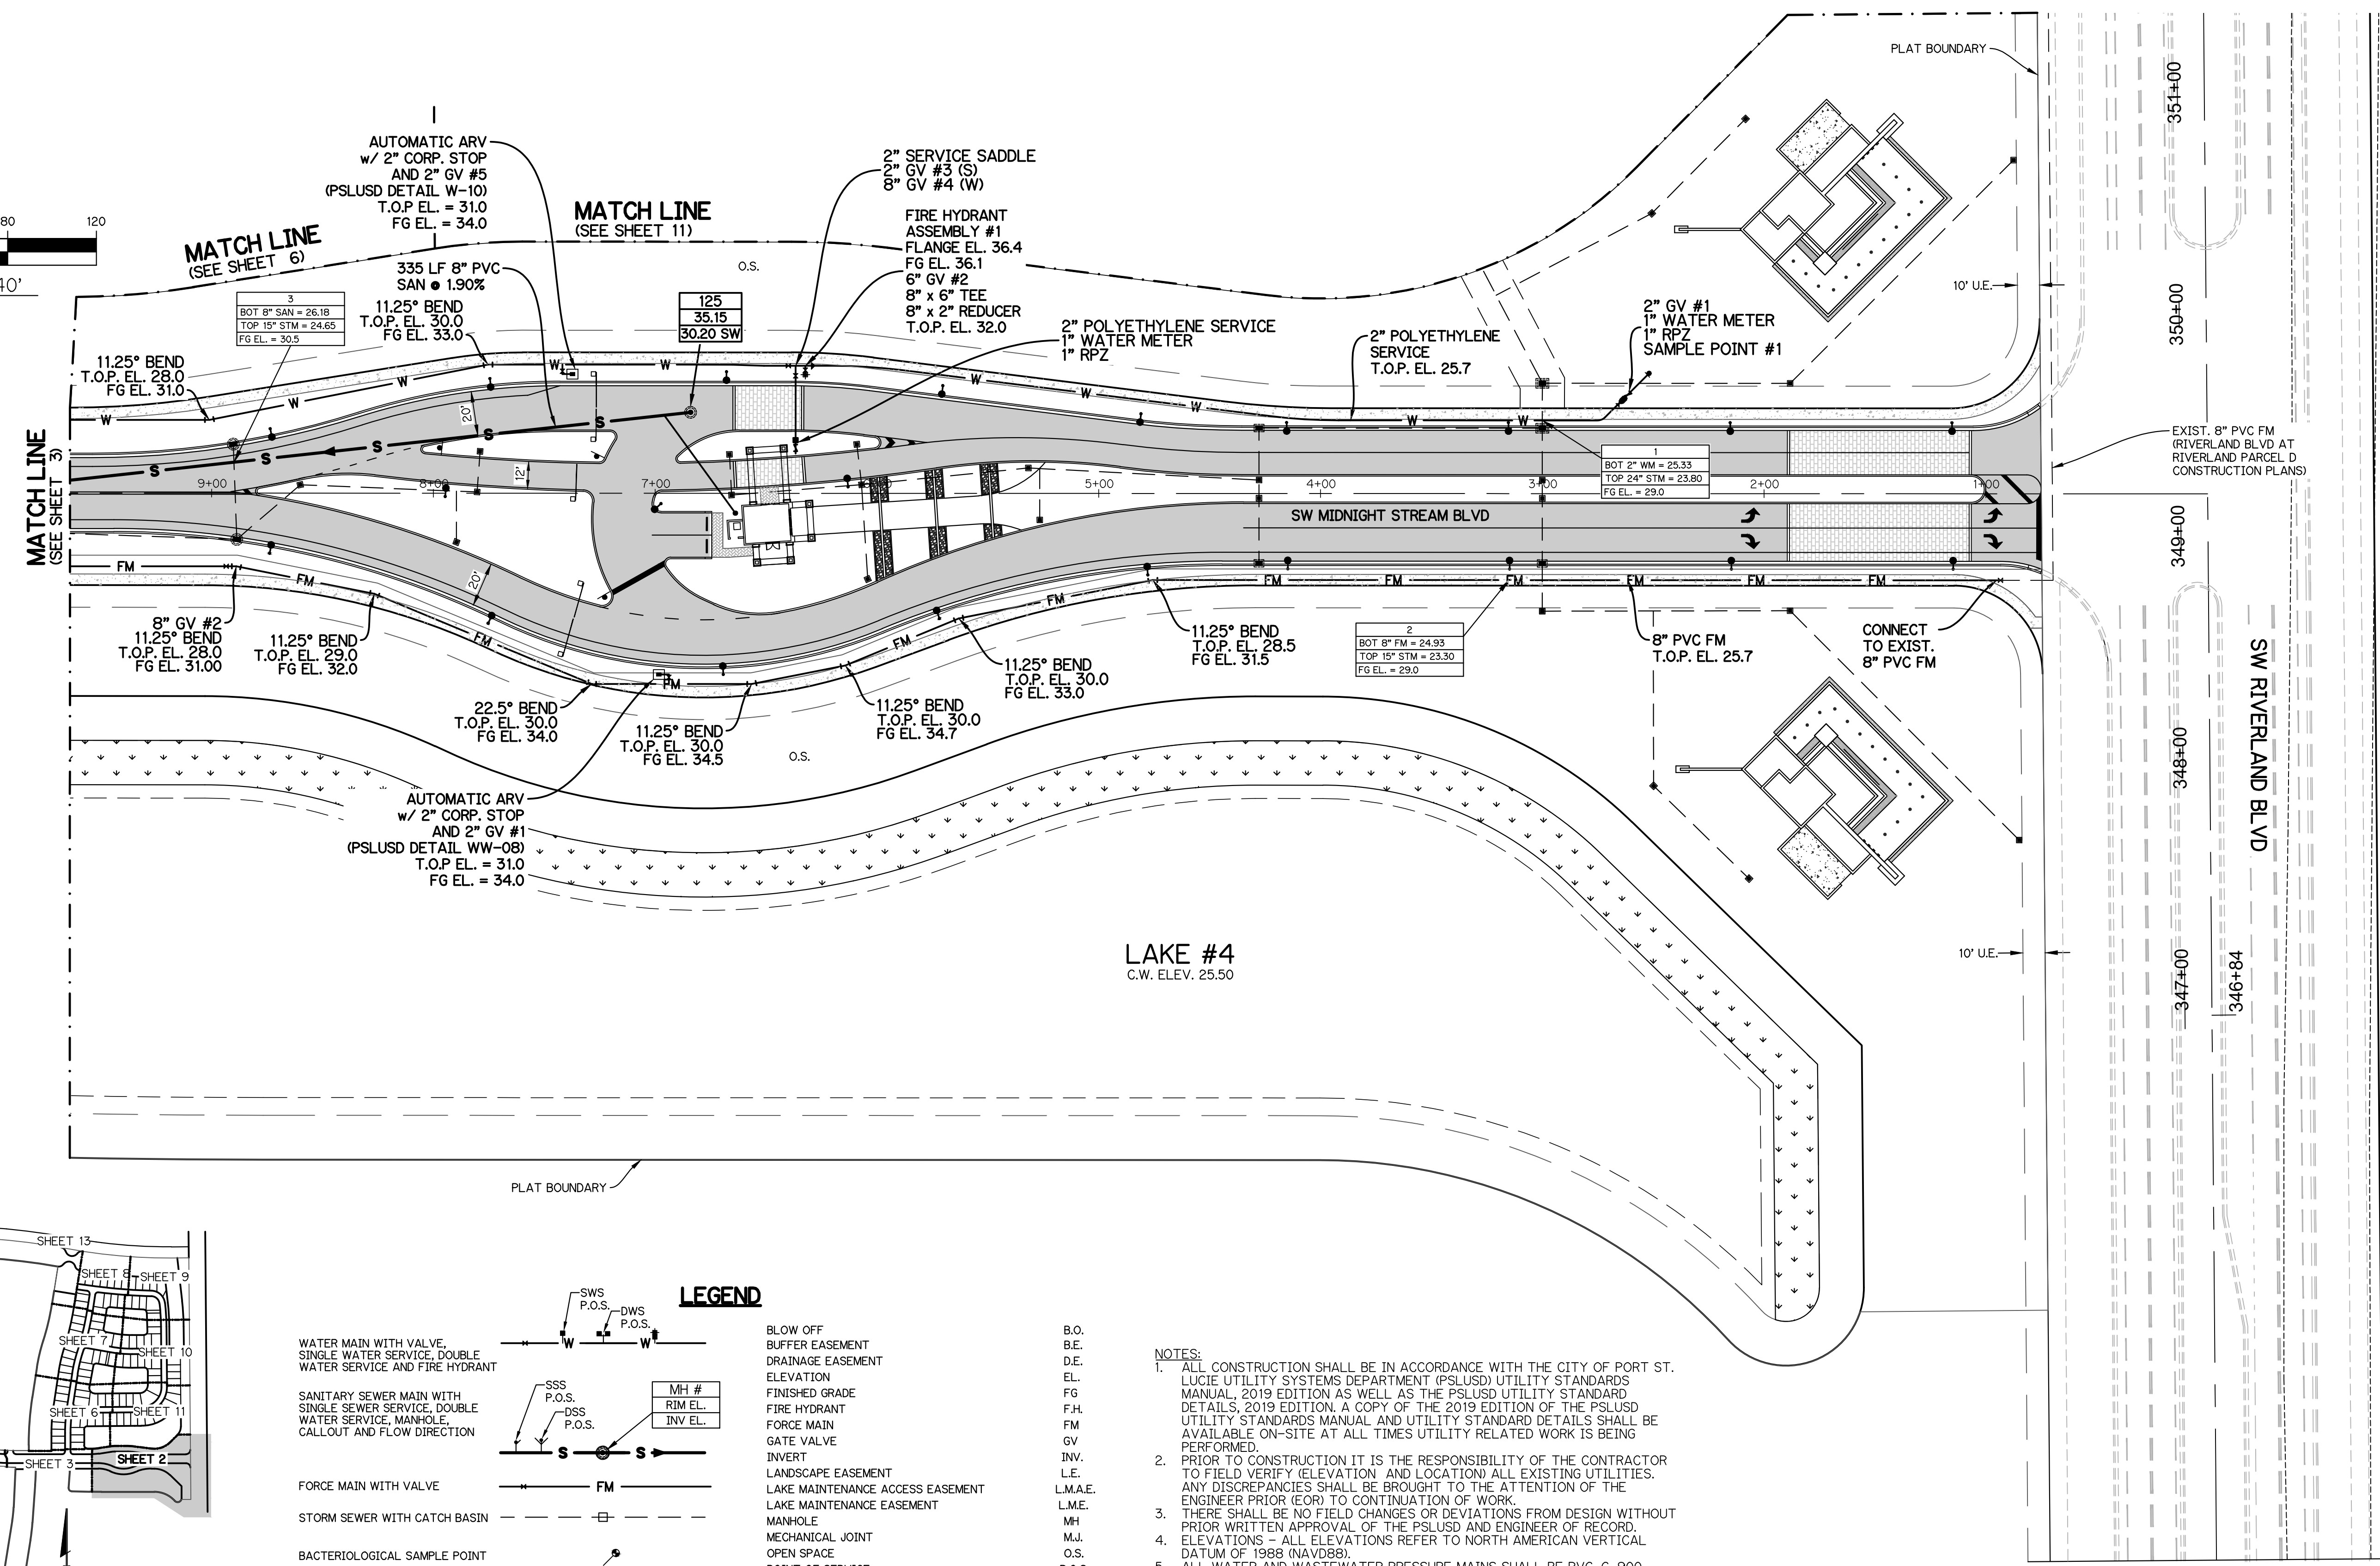 PLAT BOUNDARY
351+00
AUTOMATIC ARV
w/ 2" CORP. STOP
AND 2" GV #5
(PSLUSD DETAIL W-10)
T.O.P EL. = 31.0
FG EL. = 34.0
2" SERVICE SADDLE
2" GV #3 (S)
8" GV #4 (W)
80
120
40'
MATCH LINE
(SEE SHEET 6)
MATCH LINE
(SEE SHEET 11)
FIRE HYDRANT
ASSEMBLY #1
FLANGE EL. 36.4
FG EL. 36.1
6" GV #2
8" x 6" TEE
8" x 2" REDUCER
T.O.P EL. 32.0
O.S.
335 LF 8" PVC
SAN @ 1.90%
10' U.E.
350+00
3
BOT 8" SAN = 26.18
TOP 15" STM = 24.65
FG EL. = 30.5
11.25° BEND
T.O.P. EL. 30.0
FG EL. 33.0
125
35.15
30.20 SW
2" POLYETHYLENE SERVICE
1" WATER METER
1" RPZ
2" POLYETHYLENE
SERVICE
T.O.P EL. 25.7
2" GV #1
1" WATER METER
1" RPZ
SAMPLE POINT #1
11.25° BEND
T.O.P. EL. 28.0
FG EL. 31.0
W W W W W W W W W W
20'
S S S S S
12'
MATCH LINE
(SEE SHEET 3)
EXIST. 8" PVC FM
(RIVERLAND BLVD AT
RIVERLAND PARCEL D
CONSTRUCTION PLANS)
1
BOT 2" WM = 25.33
TOP 24" STM = 23.80
FG EL. = 29.0
9+00
8+00
7+00
5+00
4+00
3+00
2+00
1+00
SW MIDNIGHT STREAM BLVD
349+00
20'
FM FM FM FM FM FM FM FM FM FM FM FM
8" GV #2
11.25° BEND
T.O.P. EL. 28.0
FG EL. 31.00
11.25° BEND
T.O.P. EL. 29.0
FG EL. 32.0
11.25° BEND
T.O.P. EL. 28.5
FG EL. 31.5
2
BOT 8" FM = 24.93
TOP 15" STM = 23.30
FG EL. = 29.0
8" PVC FM
T.O.P. EL. 25.7
CONNECT
TO EXIST.
8" PVC FM
11.25° BEND
T.O.P. EL. 30.0
FG EL. 33.0
22.5° BEND
T.O.P. EL. 30.0
FG EL. 34.0
11.25° BEND
T.O.P. EL. 30.0
FG EL. 34.5
11.25° BEND
T.O.P. EL. 30.0
FG EL. 34.7
O.S.
SW RIVERLAND BLVD
348+00
AUTOMATIC ARV
w/ 2" CORP. STOP
AND 2" GV #1
(PSLUSD DETAIL WW-08)
T.O.P EL. = 31.0
FG EL. = 34.0
LAKE #4
C.W. ELEV. 25.50
10' U.E.
347+00
346+84
PLAT BOUNDARY
SHEET 13
SHEET 8
SHEET 9
SHEET 7
SHEET 10
SHEET 6
SHEET 11
SHEET 3
SHEET 2
LEGEND
WATER MAIN WITH VALVE,
SINGLE WATER SERVICE, DOUBLE
WATER SERVICE AND FIRE HYDRANT
SWS
P.O.S.
DWS
P.O.S.
W W
SANITARY SEWER MAIN WITH
SINGLE SEWER SERVICE, DOUBLE
WATER SERVICE, MANHOLE,
CALLOUT AND FLOW DIRECTION
SSS
P.O.S.
DSS
P.O.S.
MH #
RIM EL.
INV EL.
S S
FORCE MAIN WITH VALVE
FM
STORM SEWER WITH CATCH BASIN
BACTERIOLOGICAL SAMPLE POINT
BLOW OFF B.O.
BUFFER EASEMENT B.E.
DRAINAGE EASEMENT D.E.
ELEVATION EL.
FINISHED GRADE FG
FIRE HYDRANT F.H.
FORCE MAIN FM
GATE VALVE GV
INVERT INV.
LANDSCAPE EASEMENT L.E.
LAKE MAINTENANCE ACCESS EASEMENT L.M.A.E.
LAKE MAINTENANCE EASEMENT L.M.E.
MANHOLE MH
MECHANICAL JOINT M.J.
OPEN SPACE O.S.
NOTES:
1. ALL CONSTRUCTION SHALL BE IN ACCORDANCE WITH THE CITY OF PORT ST.
LUCIE UTILITY SYSTEMS DEPARTMENT (PSLUSD) UTILITY STANDARDS
MANUAL, 2019 EDITION AS WELL AS THE PSLUSD UTILITY STANDARD
DETAILS, 2019 EDITION. A COPY OF THE 2019 EDITION OF THE PSLUSD
UTILITY STANDARDS MANUAL AND UTILITY STANDARD DETAILS SHALL BE
AVAILABLE ON-SITE AT ALL TIMES UTILITY RELATED WORK IS BEING
PERFORMED.
2. PRIOR TO CONSTRUCTION IT IS THE RESPONSIBILITY OF THE CONTRACTOR
TO FIELD VERIFY (ELEVATION AND LOCATION) ALL EXISTING UTILITIES.
ANY DISCREPANCIES SHALL BE BROUGHT TO THE ATTENTION OF THE
ENGINEER PRIOR (EOR) TO CONTINUATION OF WORK.
3. THERE SHALL BE NO FIELD CHANGES OR DEVIATIONS FROM DESIGN WITHOUT
PRIOR WRITTEN APPROVAL OF THE PSLUSD AND ENGINEER OF RECORD.
4. ELEVATIONS - ALL ELEVATIONS REFER TO NORTH AMERICAN VERTICAL
DATUM OF 1988 (NAVD88).